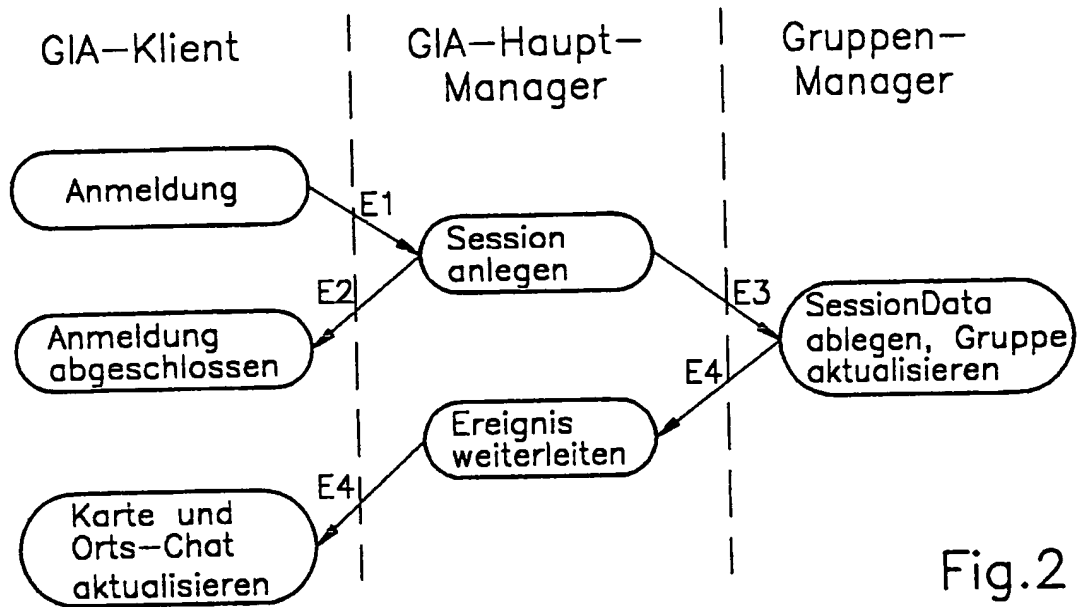 GIA-Klient
GIA-Haupt-
Manager
Gruppen-
Manager
Anmeldung
E1
Session
anlegen
E2
E3
Anmeldung
abgeschlossen
SessionData
ablegen, Gruppe
aktualisieren
E4
Ereignis
weiterleiten
E4
Karte und
Orts-Chat
aktualisieren
Fig.2